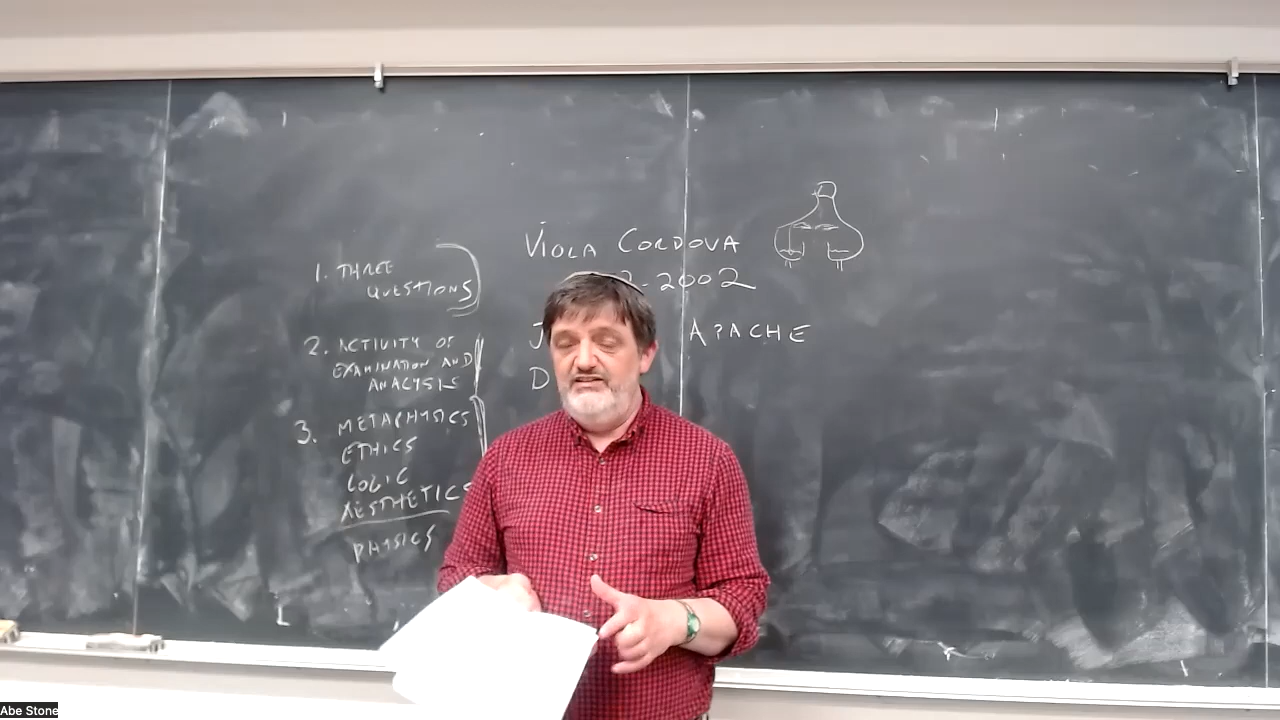 1. THREE
QUESTIONS
2. ACTIVITY OF
EXAMINATION AND
ANALYSIS
3. METAPHYSICS
ETHICS
LOGIC
AESTHETICS
PHYSICS
VIOLA CORDOVA
2-2002
J
APACHE
D
Abe Stone